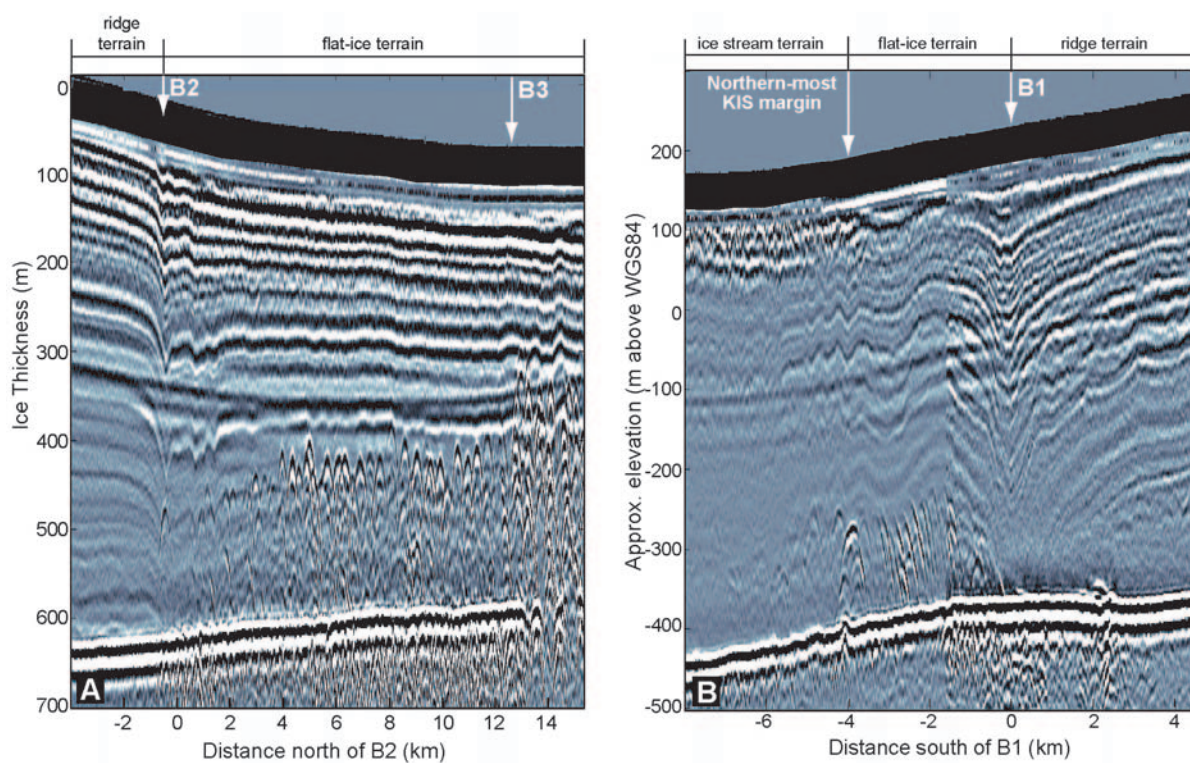 ridge
terrain
flat-ice terrain
B2
B3
0
100
200
300
400
500
600
700
Ice Thickness (m)
A
-2
0
2
4
6
8
10
12
14
Distance north of B2 (km)
ice stream terrain
flat-ice terrain
ridge terrain
Northern-most
KIS margin
B1
200
100
0
-100
-200
-300
-400
-500
Approx. elevation (m above WGS84)
B
-6
-4
-2
0
2
4
Distance south of B1 (km)